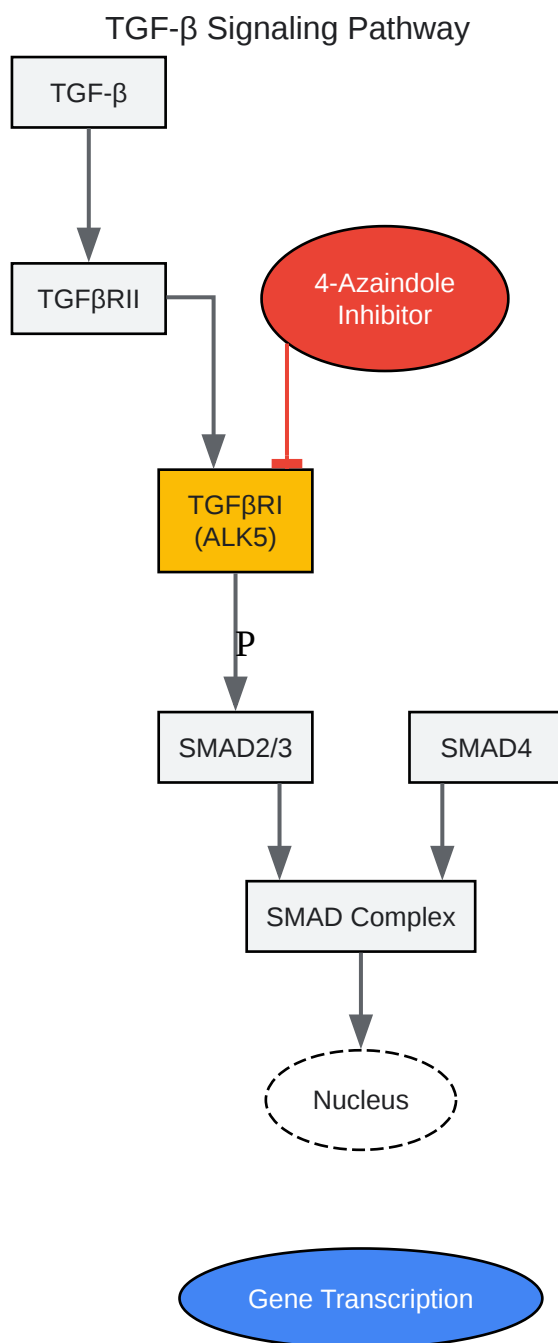 TGF-β Signaling Pathway
TGF-β
TGFβRII
4-Azaindole
Inhibitor
TGFβRI
(ALK5)
P
SMAD2/3
SMAD4
SMAD Complex
Nucleus
Gene Transcription